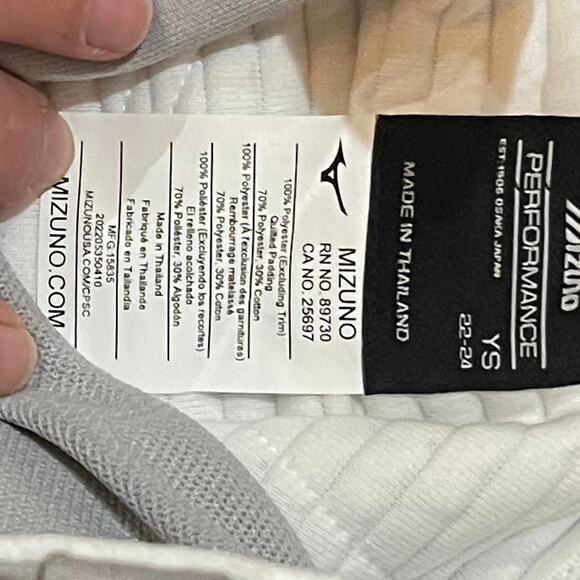 MIZUNO
PERFORMANCE
EST. 1906 OSAKA JAPAN
YS
22-24
MADE IN THAILAND
MIZUNO
RN NO. 89730
CA NO. 25697
100% Polyester (Excluding Trim)
Quilted Padding
70% Polyester, 30% Cotton
100% Polyester (À l'exclusion des garnitures)
Rembourrage matelassé
70% Polyester, 30% Coton
100% Poliéster (Excluyendo los recortes)
El relleno acolchado
70% Poliéster, 30% Algodón
Made in Thailand
Fabriqué en Thaïlande
Fabricado en Tailandia
MFG:15835
202205350410
MIZUNOUSA.COM/CPSC
MIZUNO.COM